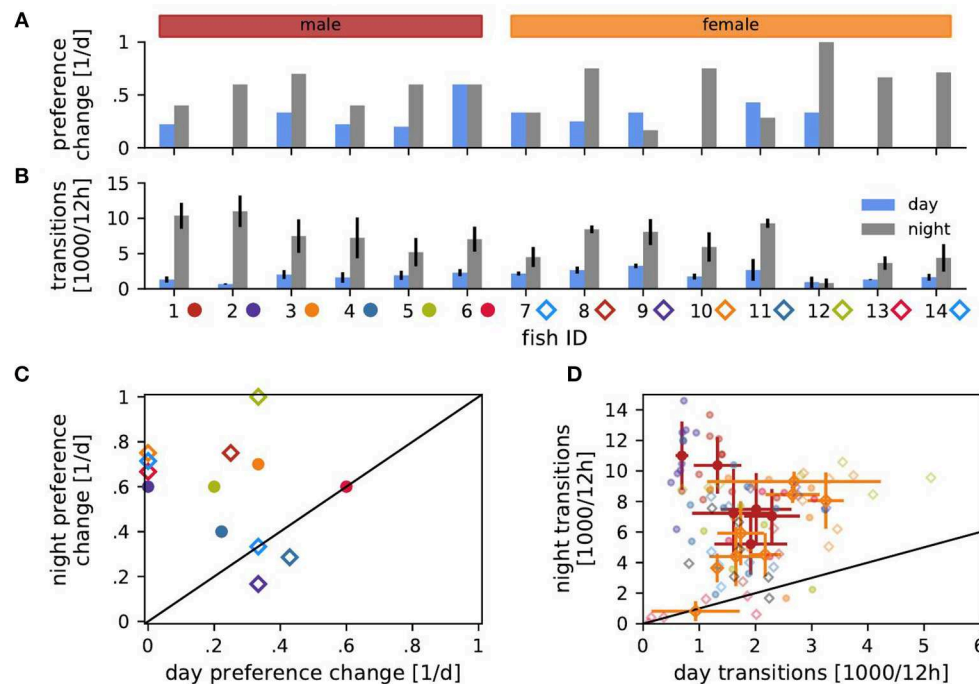 A
male
female
preference
change [1/d]
1
.5
0
B
transitions
[1000/12h]
15
10
5
0
day
night
1 2 3 4 5 6 7 8 9 10 11 12 13 14
fish ID
C
night preference
change [1/d]
1
.8
.6
.4
.2
0
0 .2 .4 .6 .8 1
day preference change [1/d]
D
night transitions
[1000/12h]
14
12
10
8
6
4
2
0
0 1 2 3 4 5 6
day transitions [1000/12h]